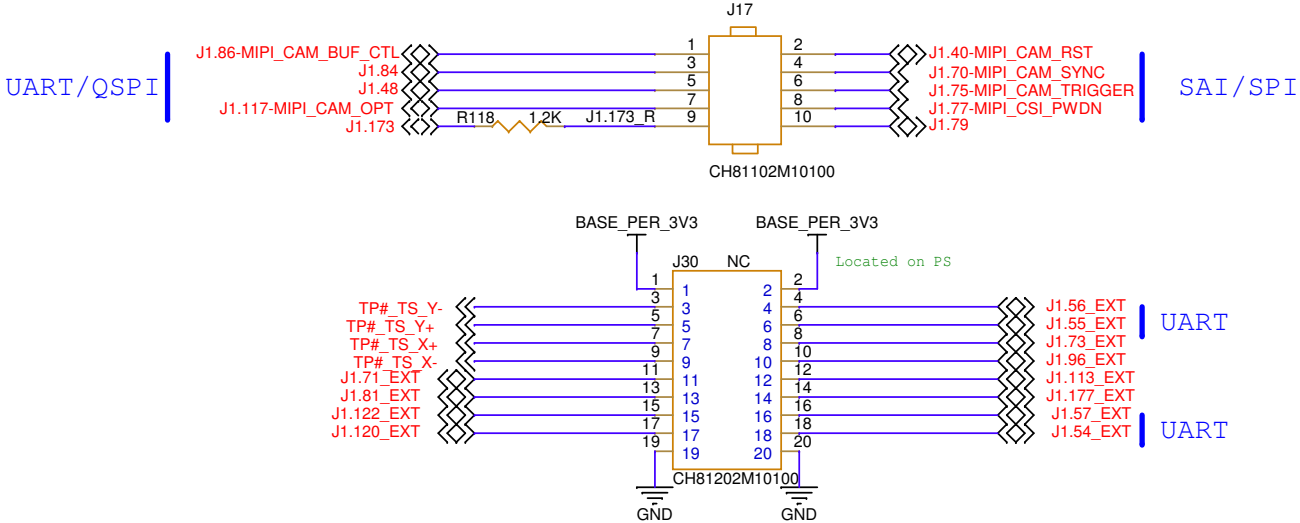 J17
J1.86-MIPI_CAM_BUF_CTL 1 2 J1.40-MIPI_CAM_RST
J1.84 3 4 J1.70-MIPI_CAM_SYNC
UART/QSPI J1.48 5 6 J1.75-MIPI_CAM_TRIGGER SAI/SPI
J1.117-MIPI_CAM_OPT 7 8 J1.77-MIPI_CSI_PWDN
J1.173 R118 1.2K J1.173_R 9 10 J1.79
CH81102M10100
BASE_PER_3V3 BASE_PER_3V3
J30 NC Located on PS
1 1 2 2
TP#_TS_Y- 3 3 4 4 J1.56_EXT
TP#_TS_Y+ 5 5 6 6 J1.55_EXT UART
TP#_TS_X+ 7 7 8 8 J1.73_EXT
TP#_TS_X- 9 9 10 10 J1.96_EXT
J1.71_EXT 11 11 12 12 J1.113_EXT
J1.81_EXT 13 13 14 14 J1.177_EXT
J1.122_EXT 15 15 16 16 J1.57_EXT
J1.120_EXT 17 17 18 18 J1.54_EXT UART
19 19 20 20
CH81202M10100
GND GND